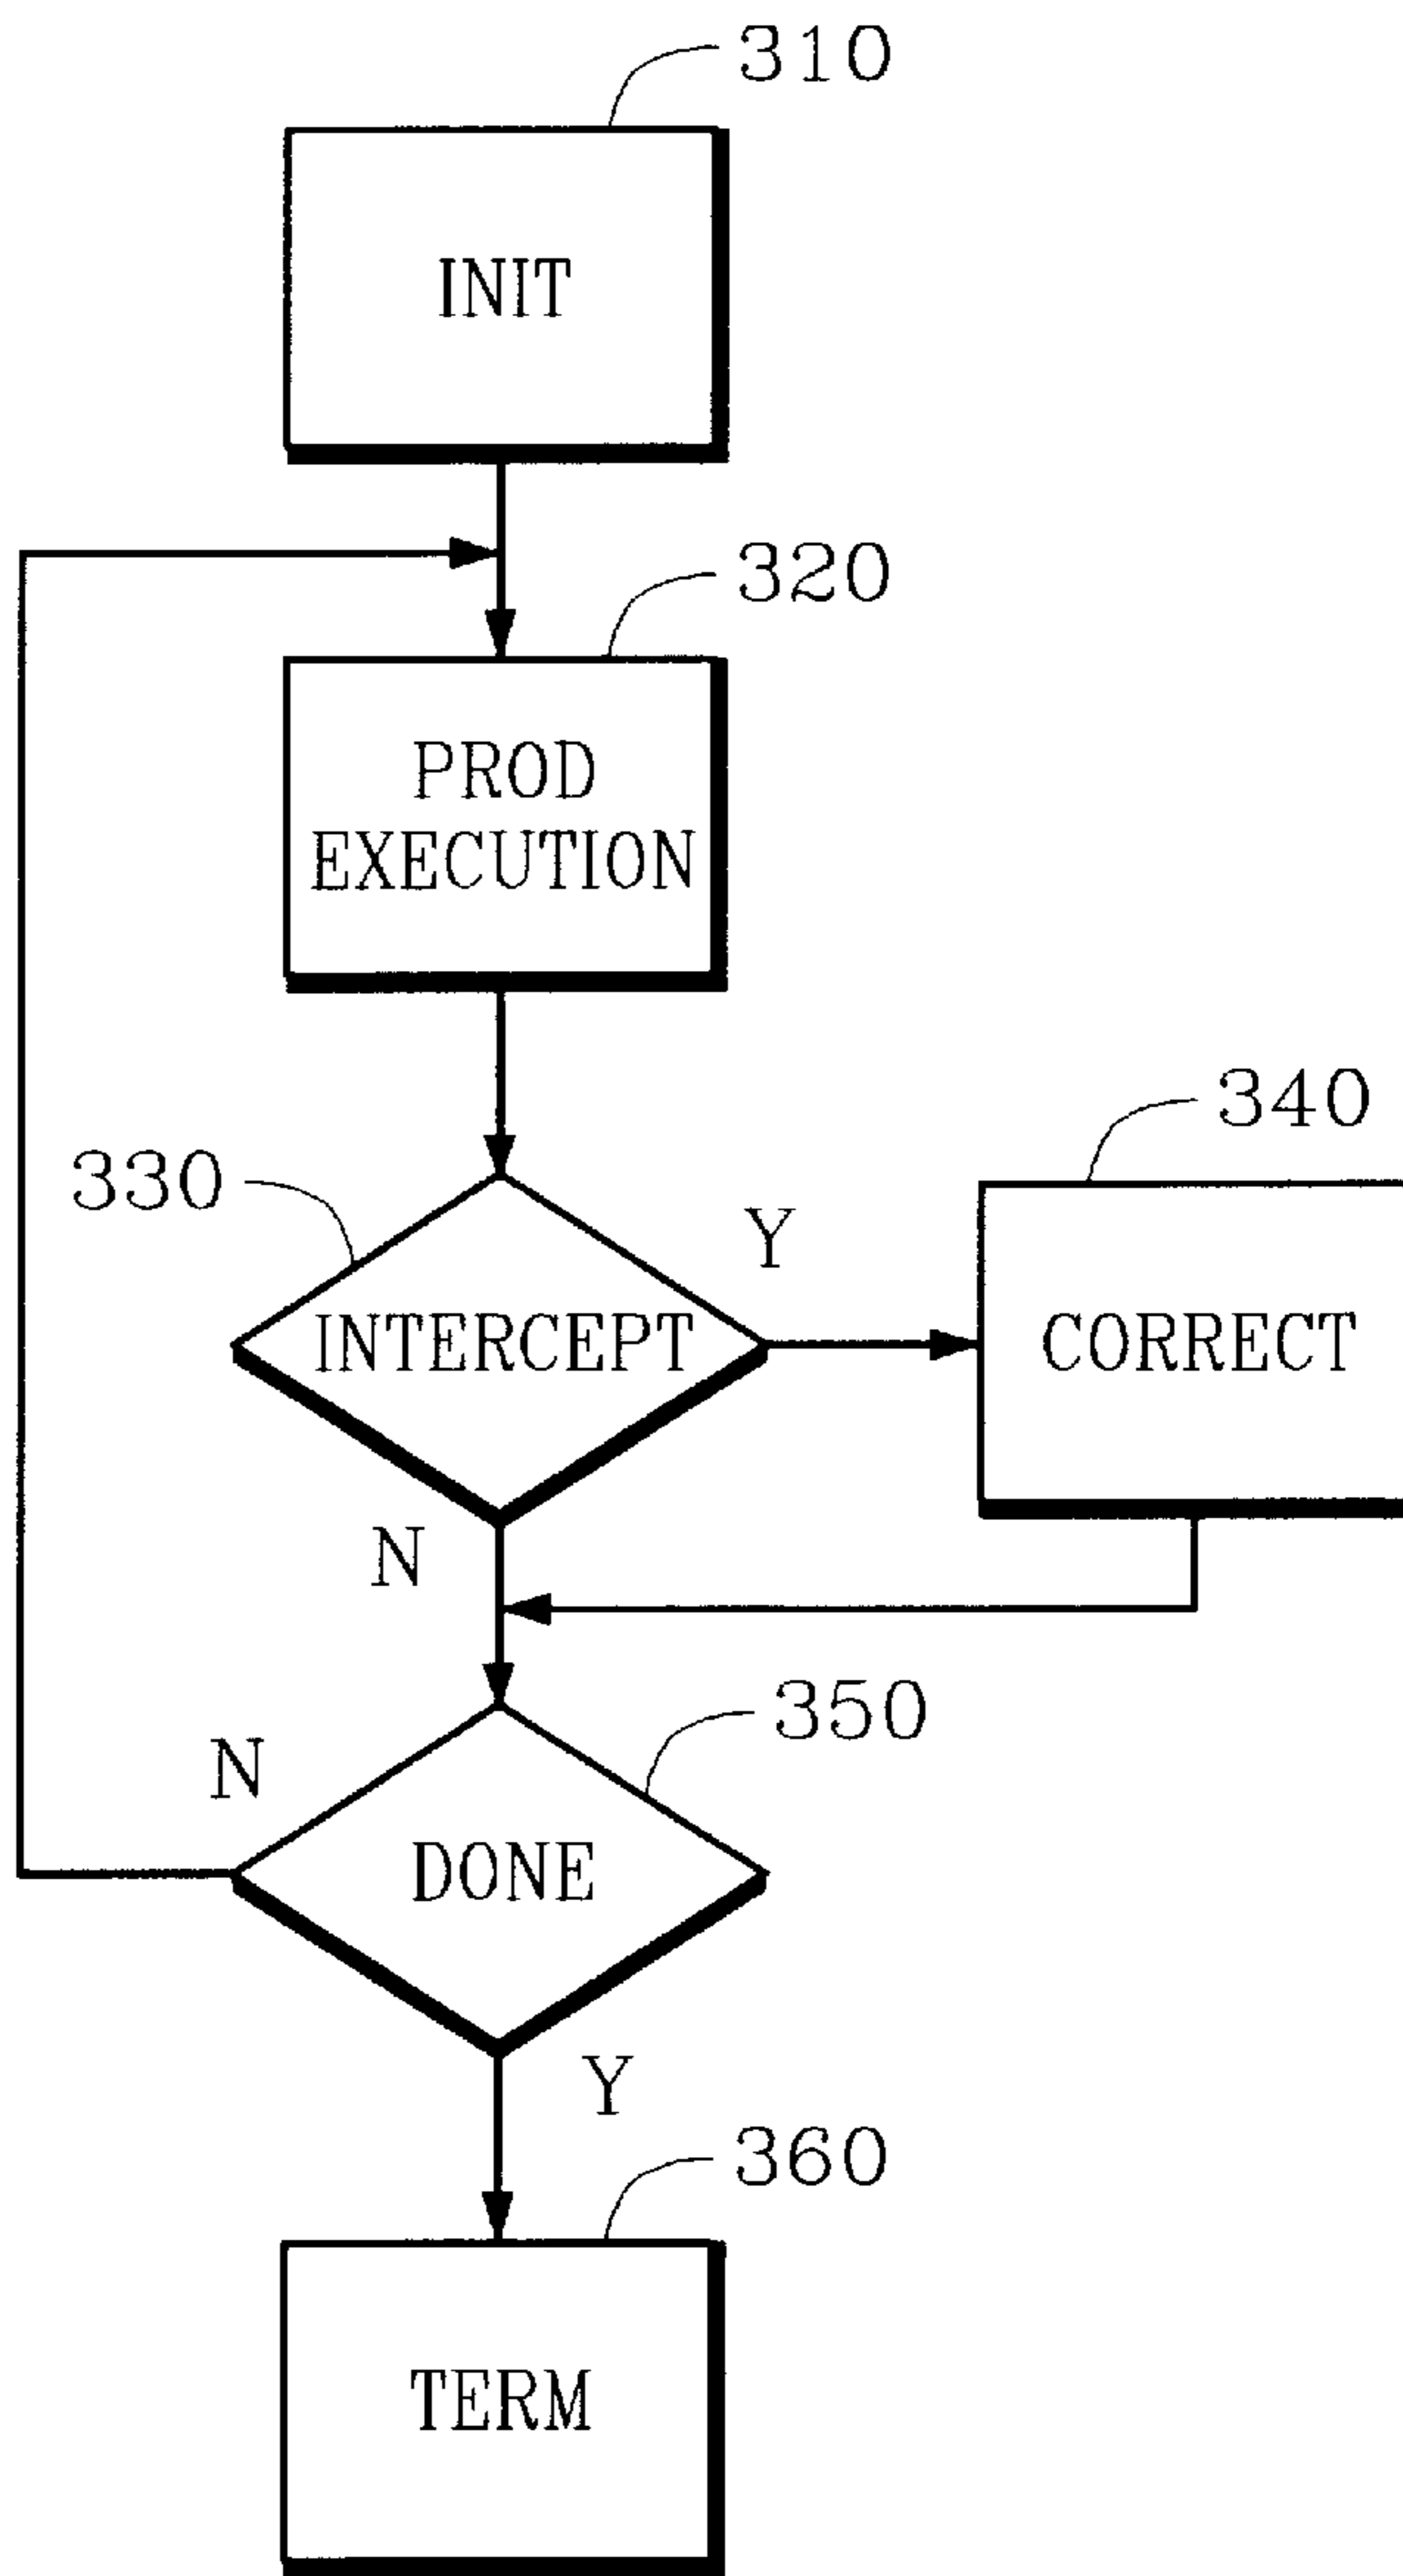 310
INIT
320
PROD
EXECUTION
330
Y
340
INTERCEPT
CORRECT
N
350
N
DONE
Y
360
TERM